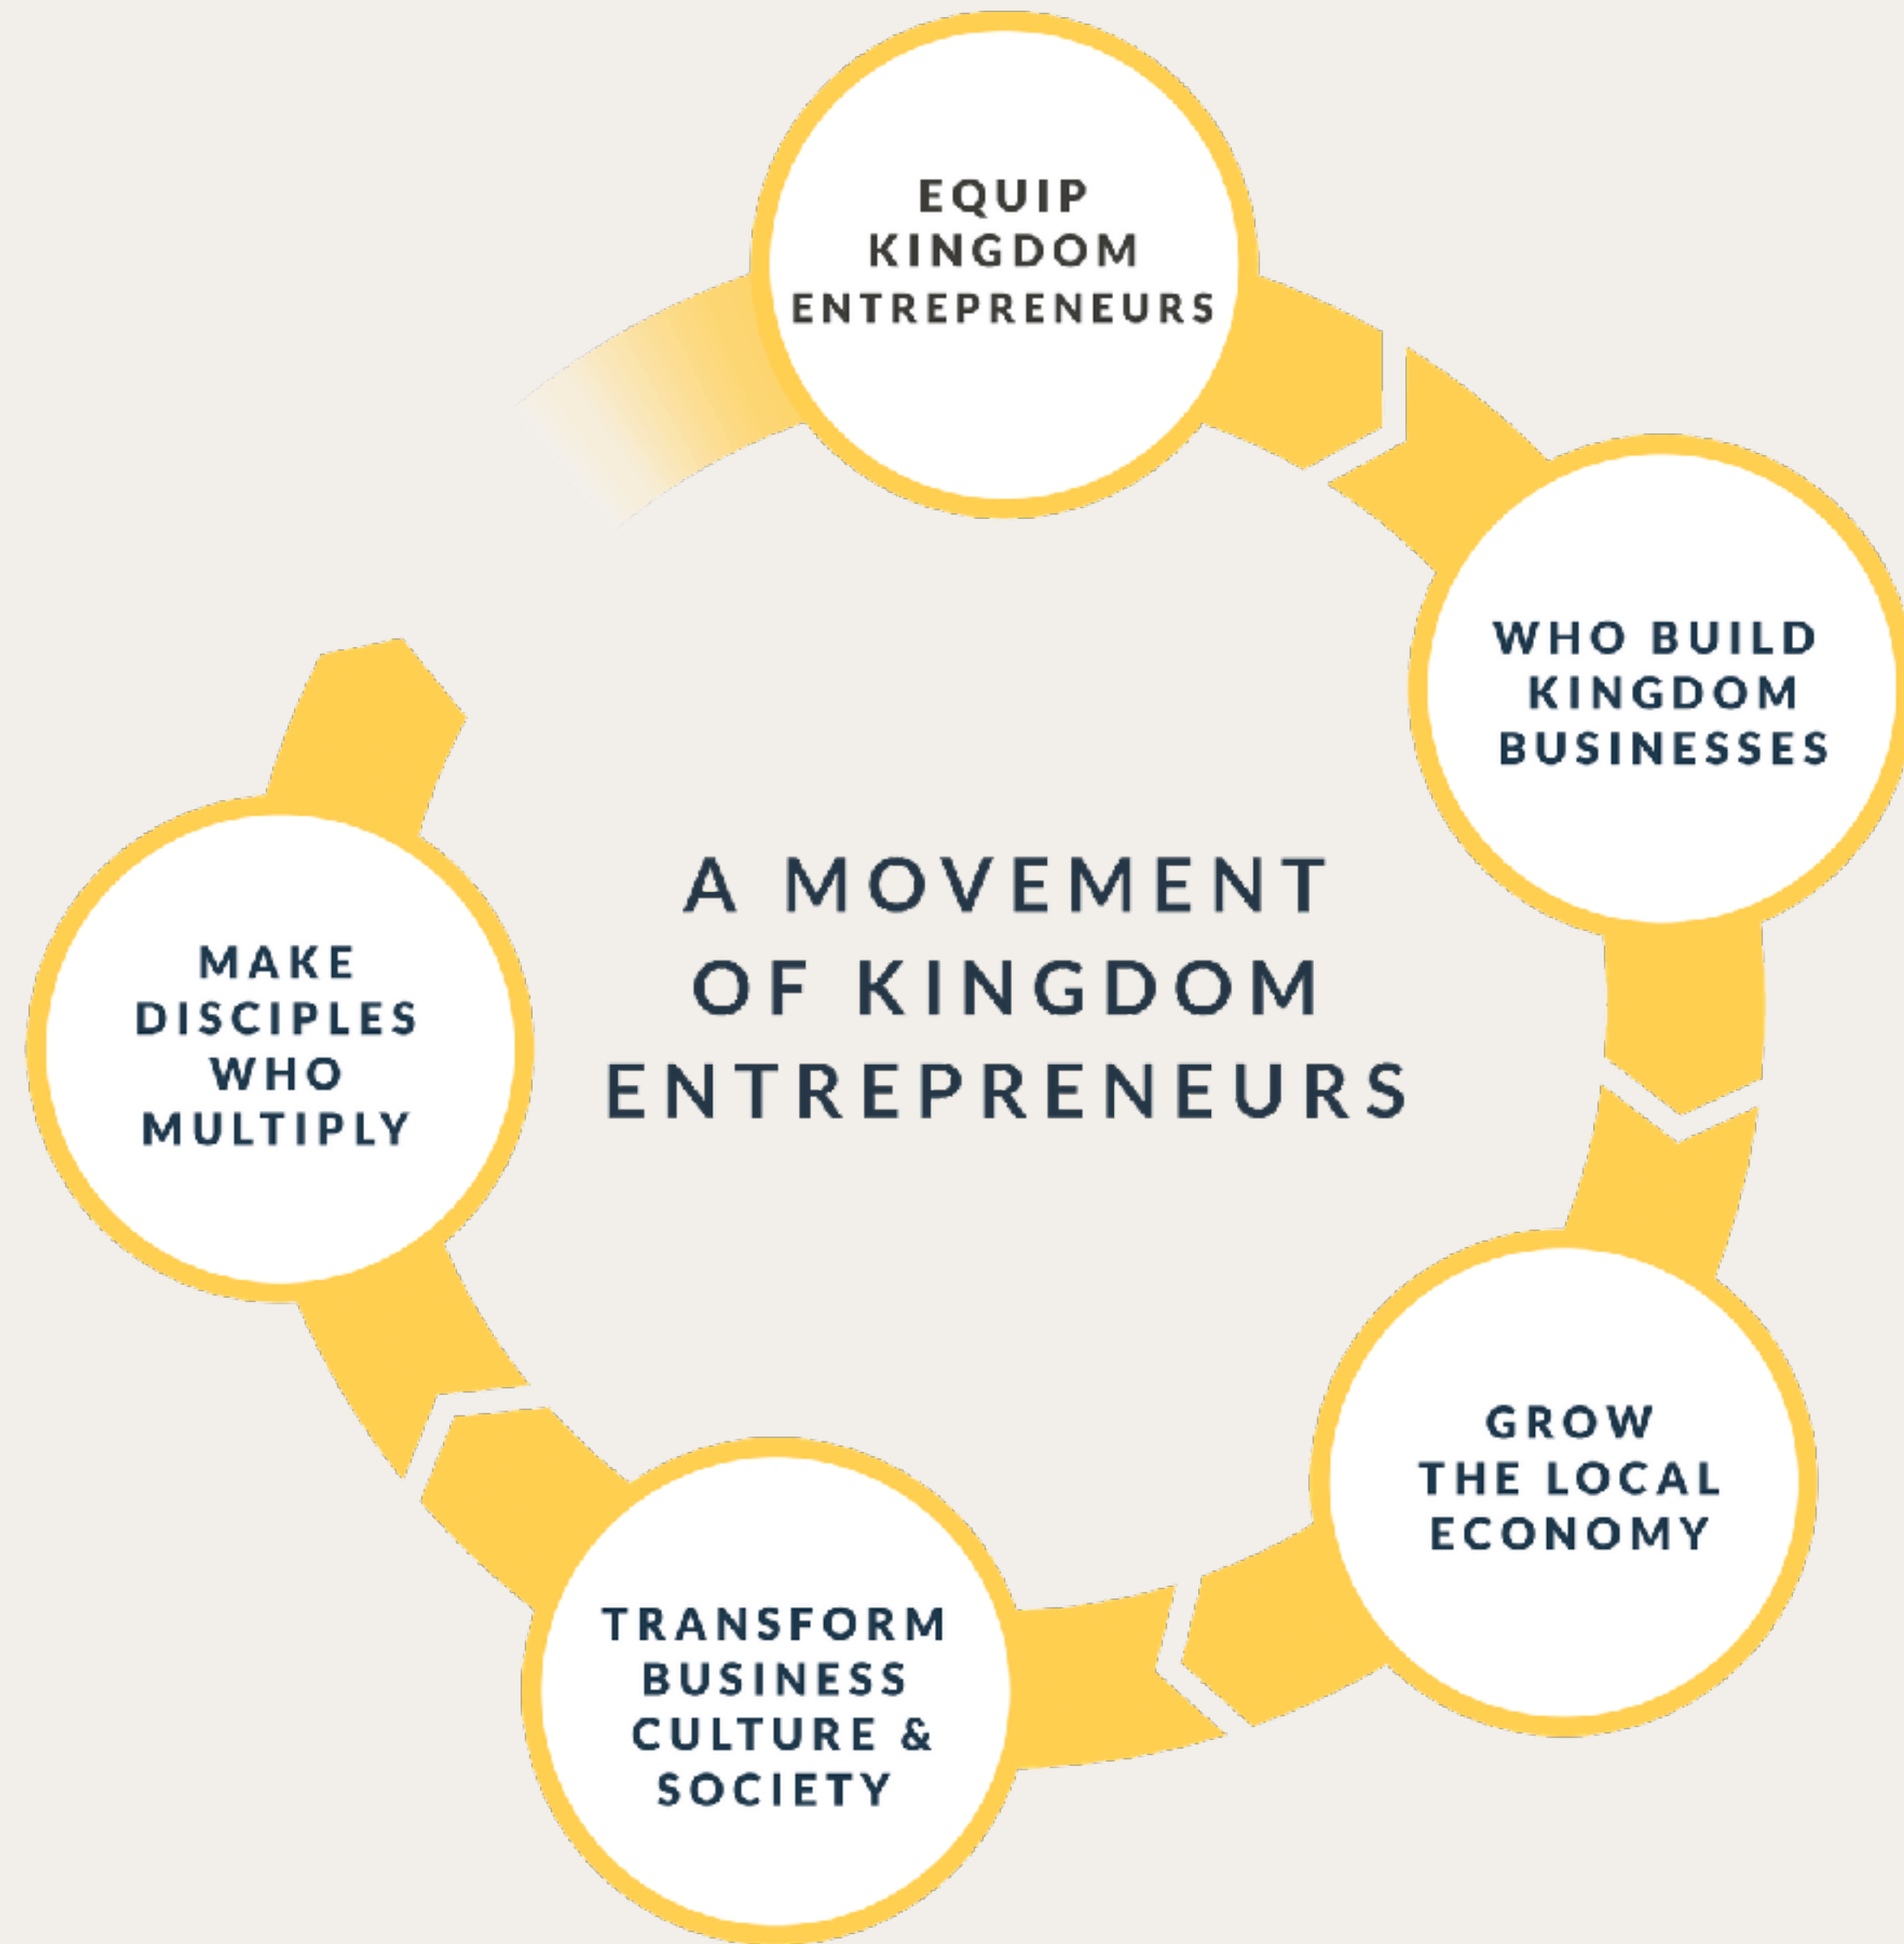 EQUIP
KINGDOM
ENTREPRENEURS
WHO BUILD
KINGDOM
BUSINESSES
GROW
THE LOCAL
ECONOMY
TRANSFORM
BUSINESS
CULTURE &
SOCIETY
MAKE
DISCIPLES
WHO
MULTIPLY
A MOVEMENT
OF KINGDOM
ENTREPRENEURS